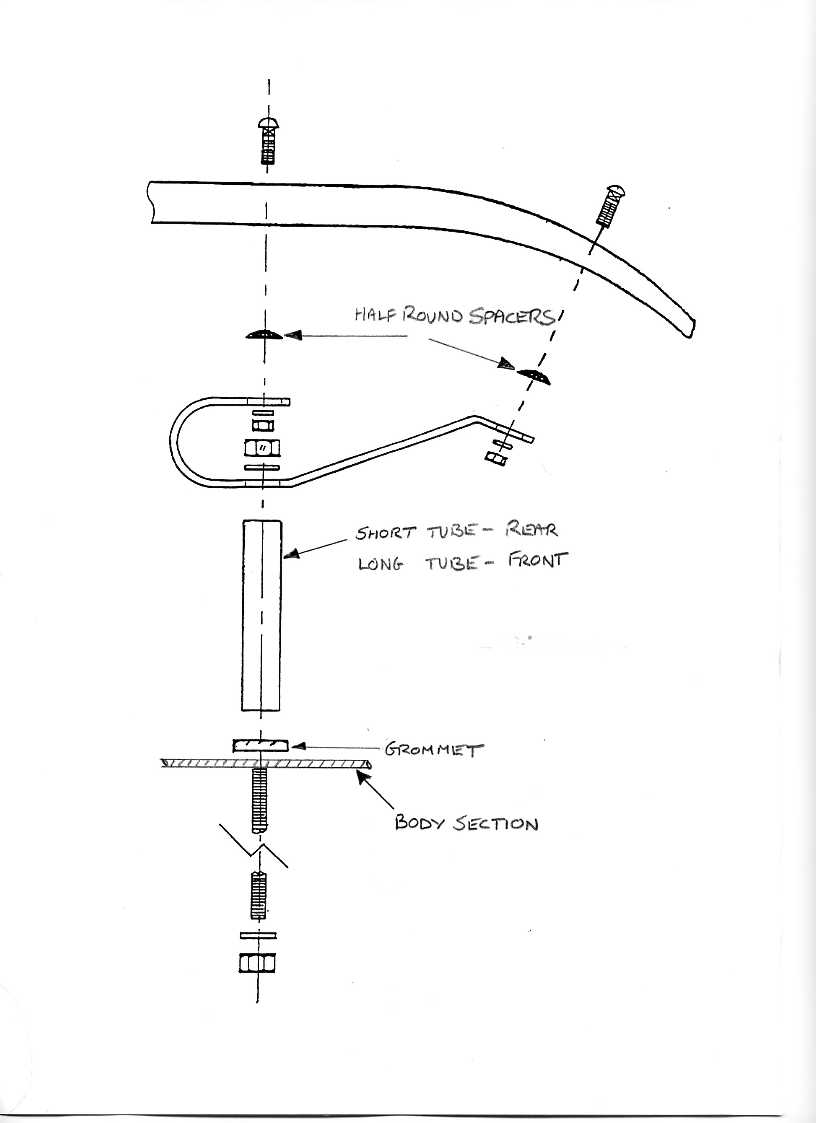 HALF ROUND SPACERS
SHORT TUBE - REAR
LONG TUBE - FRONT
GROMMET
BODY SECTION